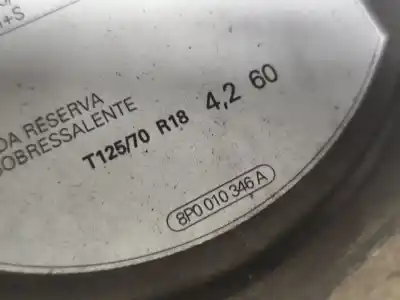 M+S
DA RESERVA
SOBRESSALENTE
T125/70 R18 4,2 60
8P0 010 346 A